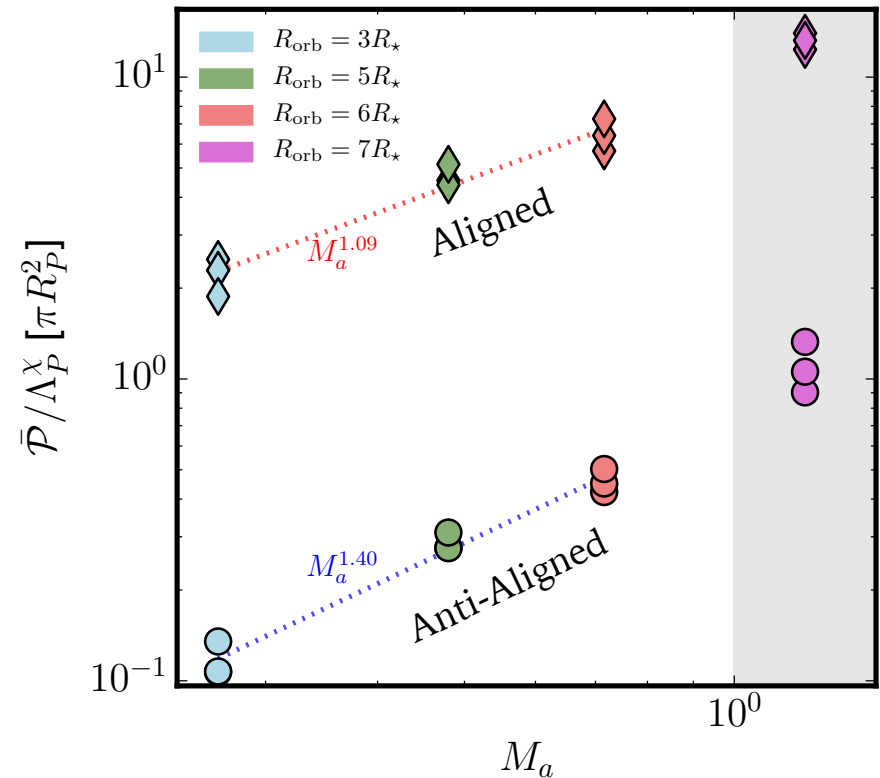 R_orb = 3R_⋆
R_orb = 5R_⋆
R_orb = 6R_⋆
R_orb = 7R_⋆
10^1
10^0
10^−1
𝒫̄/Λ_P^χ [πR_P^2]
Aligned
M_a^1.09
M_a^1.40
Anti-Aligned
10^0
M_a